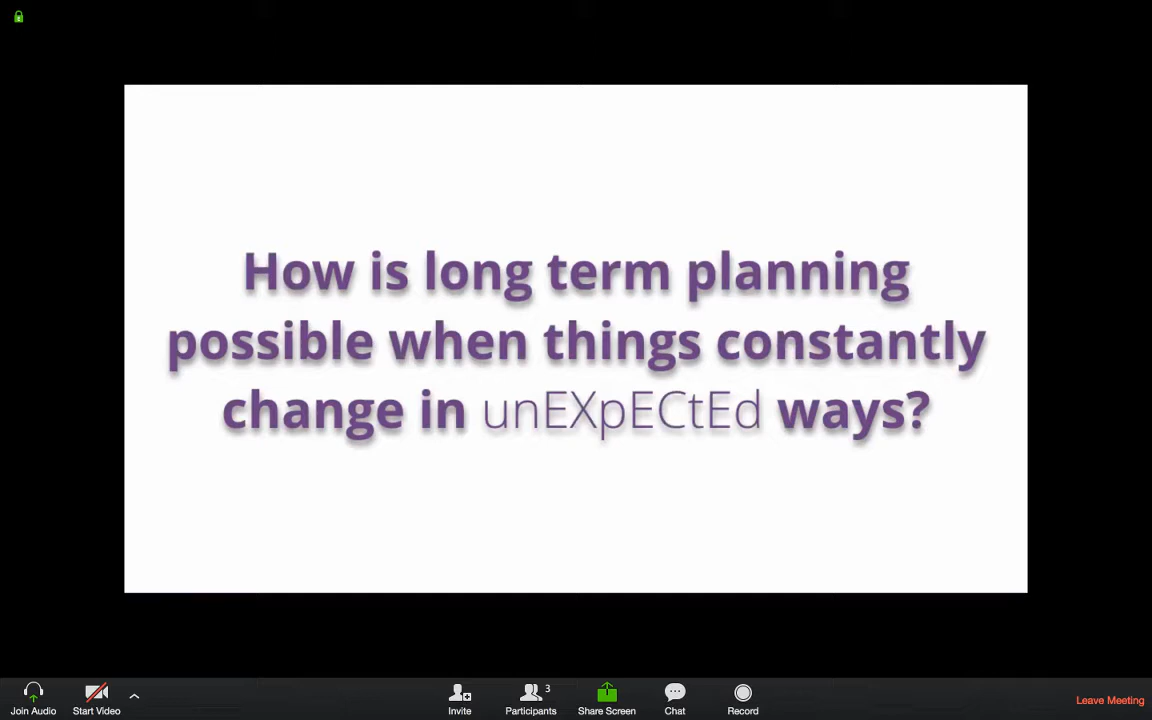 How is long term planning
possible when things constantly
change in unEXpECtEd ways?
Join Audio
Start Video
Invite
Participants
3
Share Screen
Chat
Record
Leave Meeting